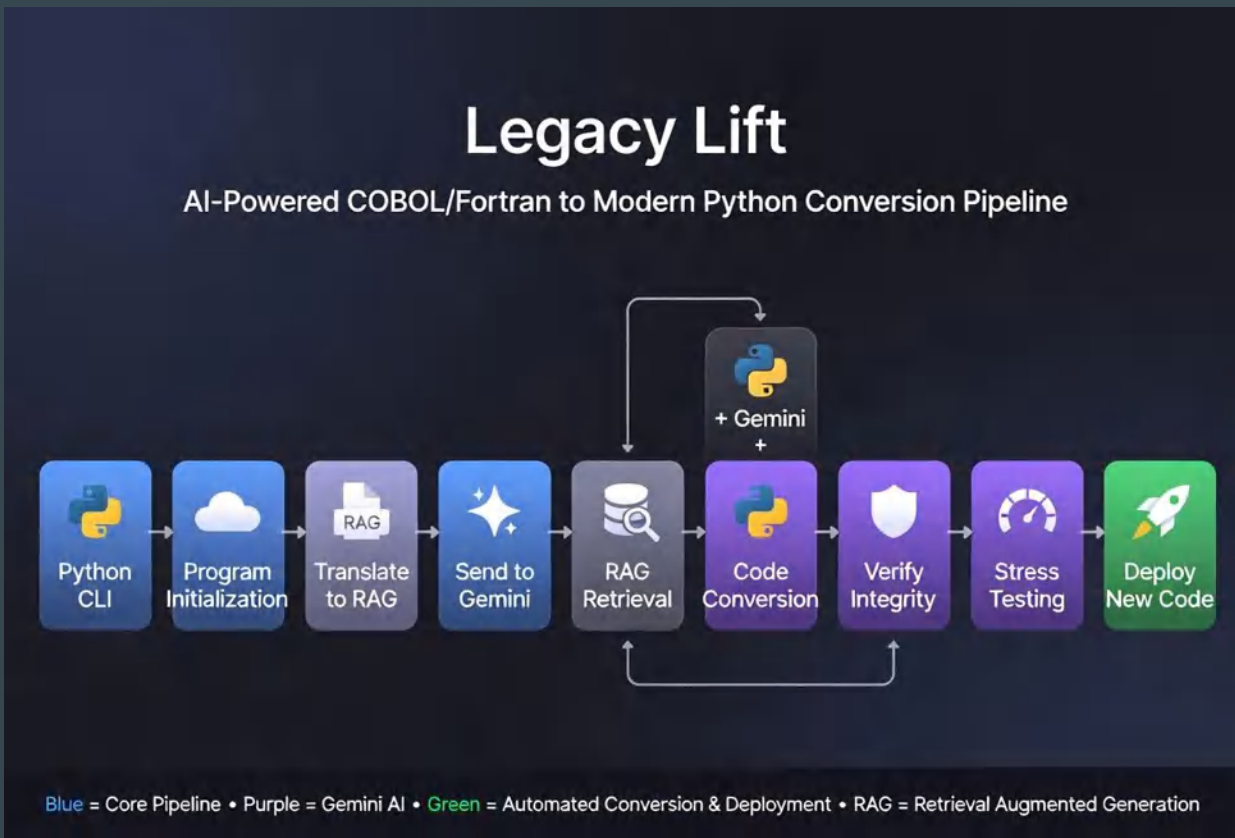 Legacy Lift
AI-Powered COBOL/Fortran to Modern Python Conversion Pipeline
+ Gemini
+
Python
CLI
Program
Initialization
RAG
Translate
to RAG
Send to
Gemini
RAG
Retrieval
Code
Conversion
Verify
Integrity
Stress
Testing
Deploy
New Code
Blue = Core Pipeline • Purple = Gemini AI • Green = Automated Conversion & Deployment • RAG = Retrieval Augmented Generation